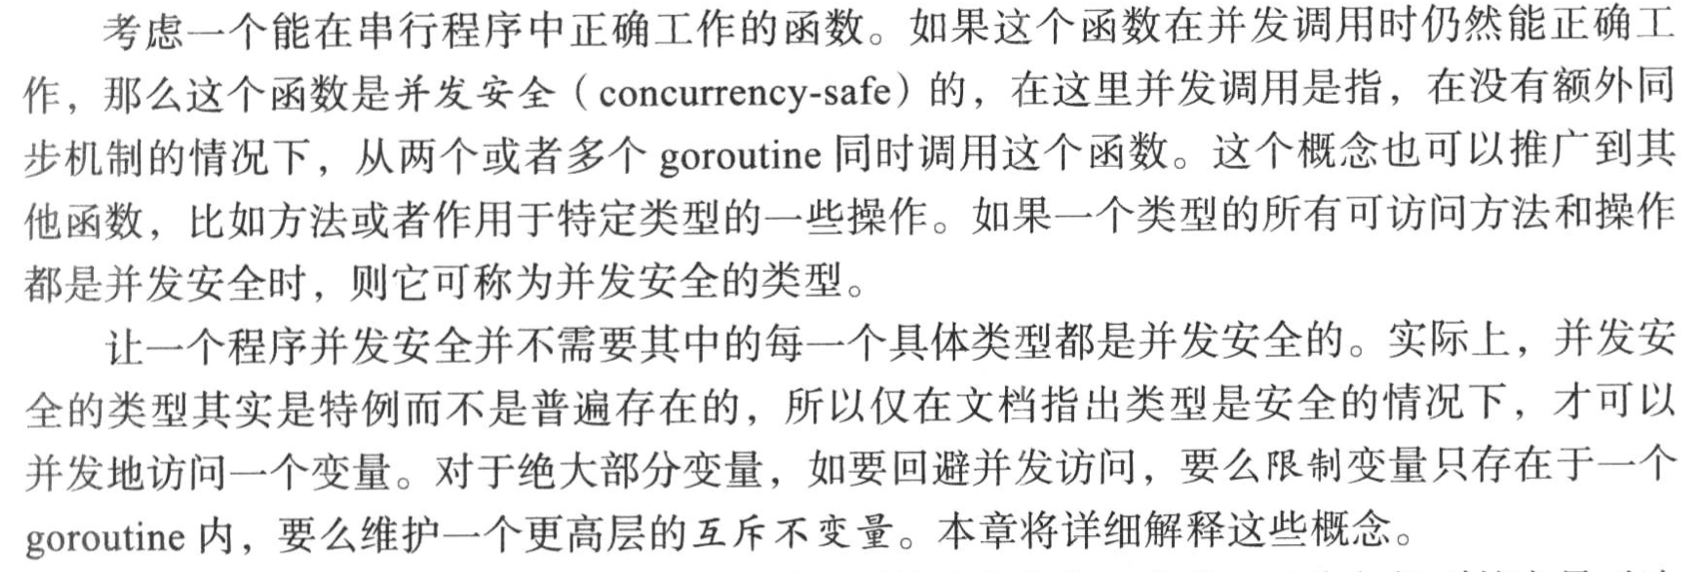 考虑一个能在串行程序中正确工作的函数。如果这个函数在并发调用时仍然能正确工
作，那么这个函数是并发安全（concurrency-safe）的，在这里并发调用是指，在没有额外同
步机制的情况下，从两个或者多个 goroutine 同时调用这个函数。这个概念也可以推广到其
他函数，比如方法或者作用于特定类型的一些操作。如果一个类型的所有可访问方法和操作
都是并发安全时，则它可称为并发安全的类型。
让一个程序并发安全并不需要其中的每一个具体类型都是并发安全的。实际上，并发安
全的类型其实是特例而不是普遍存在的，所以仅在文档指出类型是安全的情况下，才可以
并发地访问一个变量。对于绝大部分变量，如要回避并发访问，要么限制变量只存在于一个
goroutine 内，要么维护一个更高层的互斥不变量。本章将详细解释这些概念。